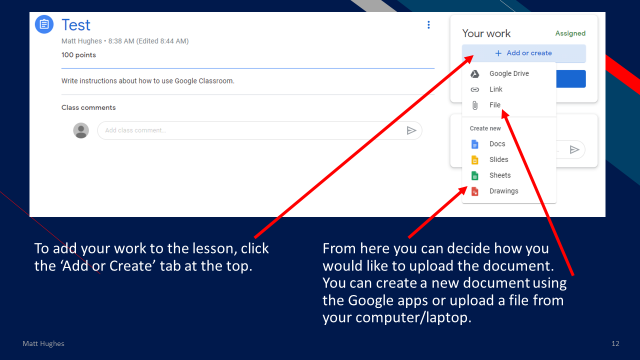 Test
Matt Hughes • 8:38 AM (Edited 8:44 AM)
100 points
Write instructions about how to use Google Classroom.
Class comments
Add class comment...
Your work
Assigned
+ Add or create
Google Drive
Link
File
Create new
Docs
Slides
Sheets
Drawings
To add your work to the lesson, click
the ‘Add or Create’ tab at the top.
From here you can decide how you
would like to upload the document.
You can create a new document using
the Google apps or upload a file from
your computer/laptop.
Matt Hughes
12